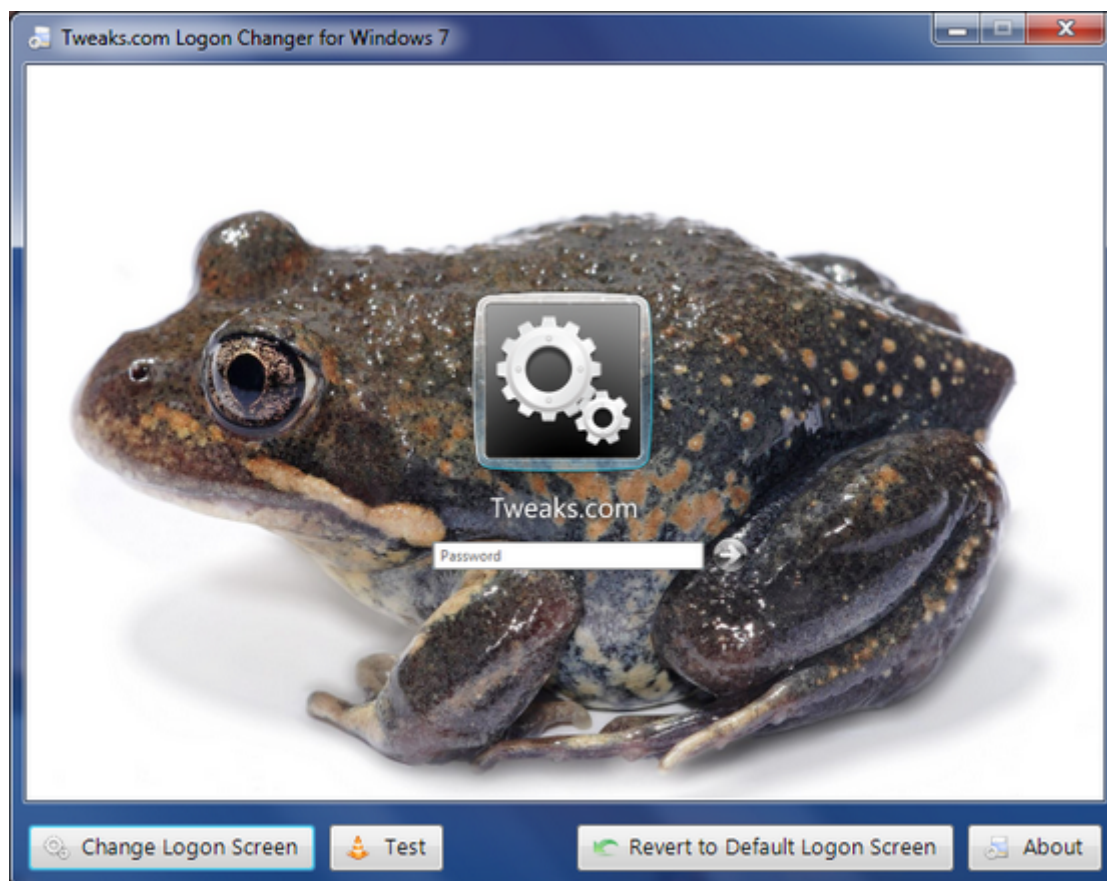 Tweaks.com Logon Changer for Windows 7
Tweaks.com
Password
Change Logon Screen
Test
Revert to Default Logon Screen
About